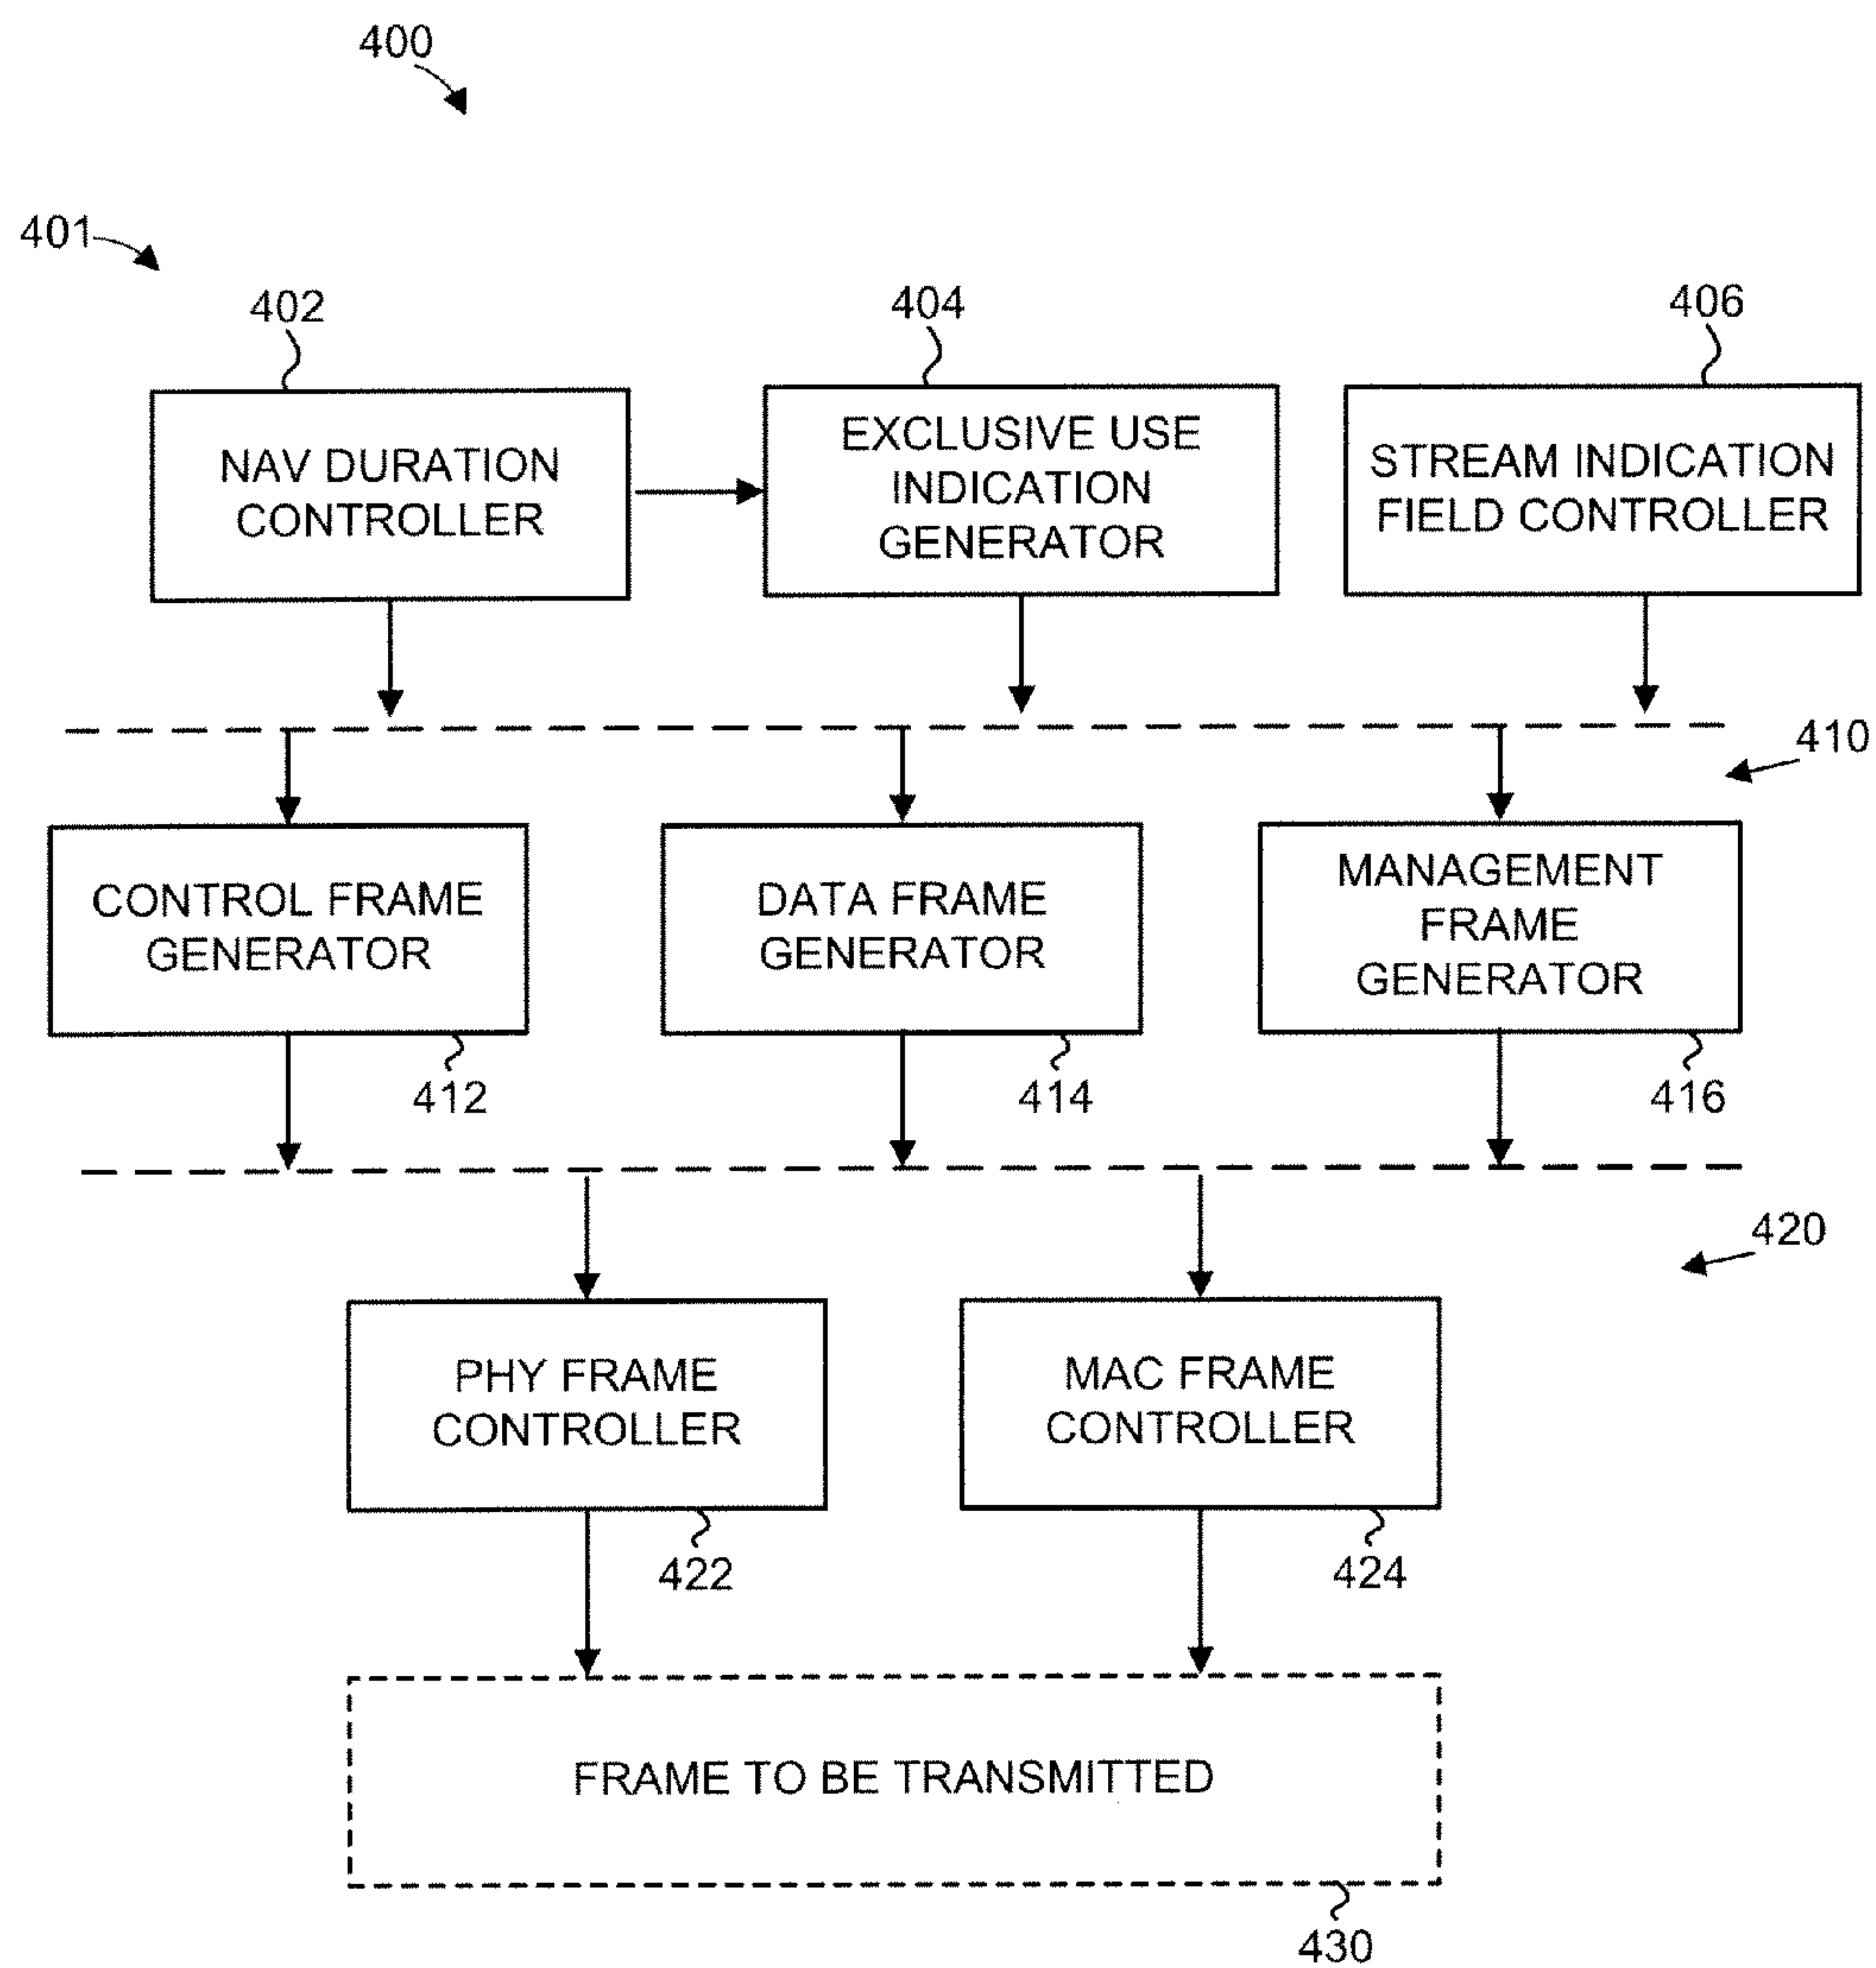 400
401
402
404
406
NAV DURATION
CONTROLLER
EXCLUSIVE USE
INDICATION
GENERATOR
STREAM INDICATION
FIELD CONTROLLER
410
CONTROL FRAME
GENERATOR
DATA FRAME
GENERATOR
MANAGEMENT
FRAME
GENERATOR
412
414
416
420
PHY FRAME
CONTROLLER
MAC FRAME
CONTROLLER
422
424
FRAME TO BE TRANSMITTED
430